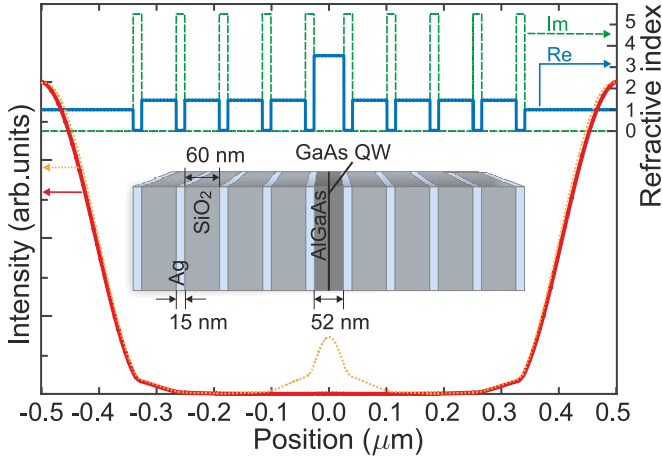 Im
Re
5
4
3
2
1
0
Refractive index
Intensity (arb.units)
60 nm
GaAs QW
SiO₂
AlGaAs
Ag
15 nm
52 nm
-0.5 -0.4 -0.3 -0.2 -0.1 0.0 0.1 0.2 0.3 0.4 0.5
Position (μm)